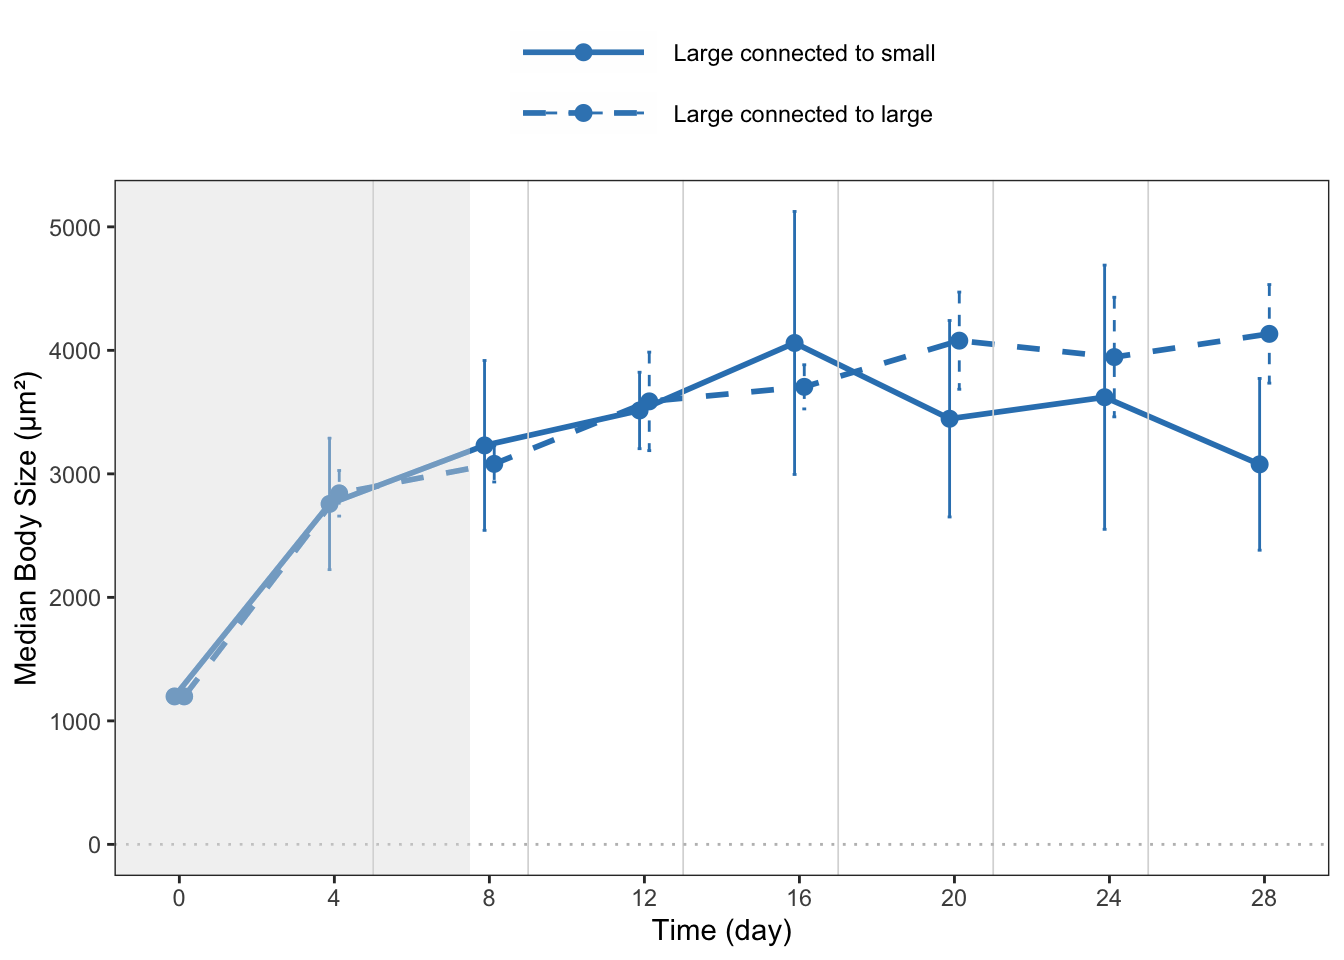 Large connected to small
Large connected to large
Median Body Size (µm²)
5000
4000
3000
2000
1000
0
0 4 8 12 16 20 24 28
Time (day)